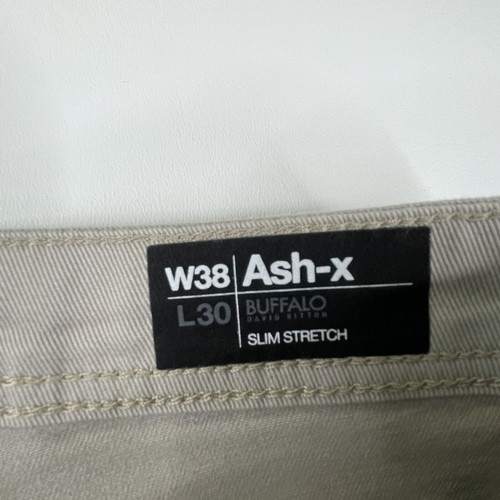 W38 Ash-x
L30 BUFFALO
DAVID BITTON
SLIM STRETCH